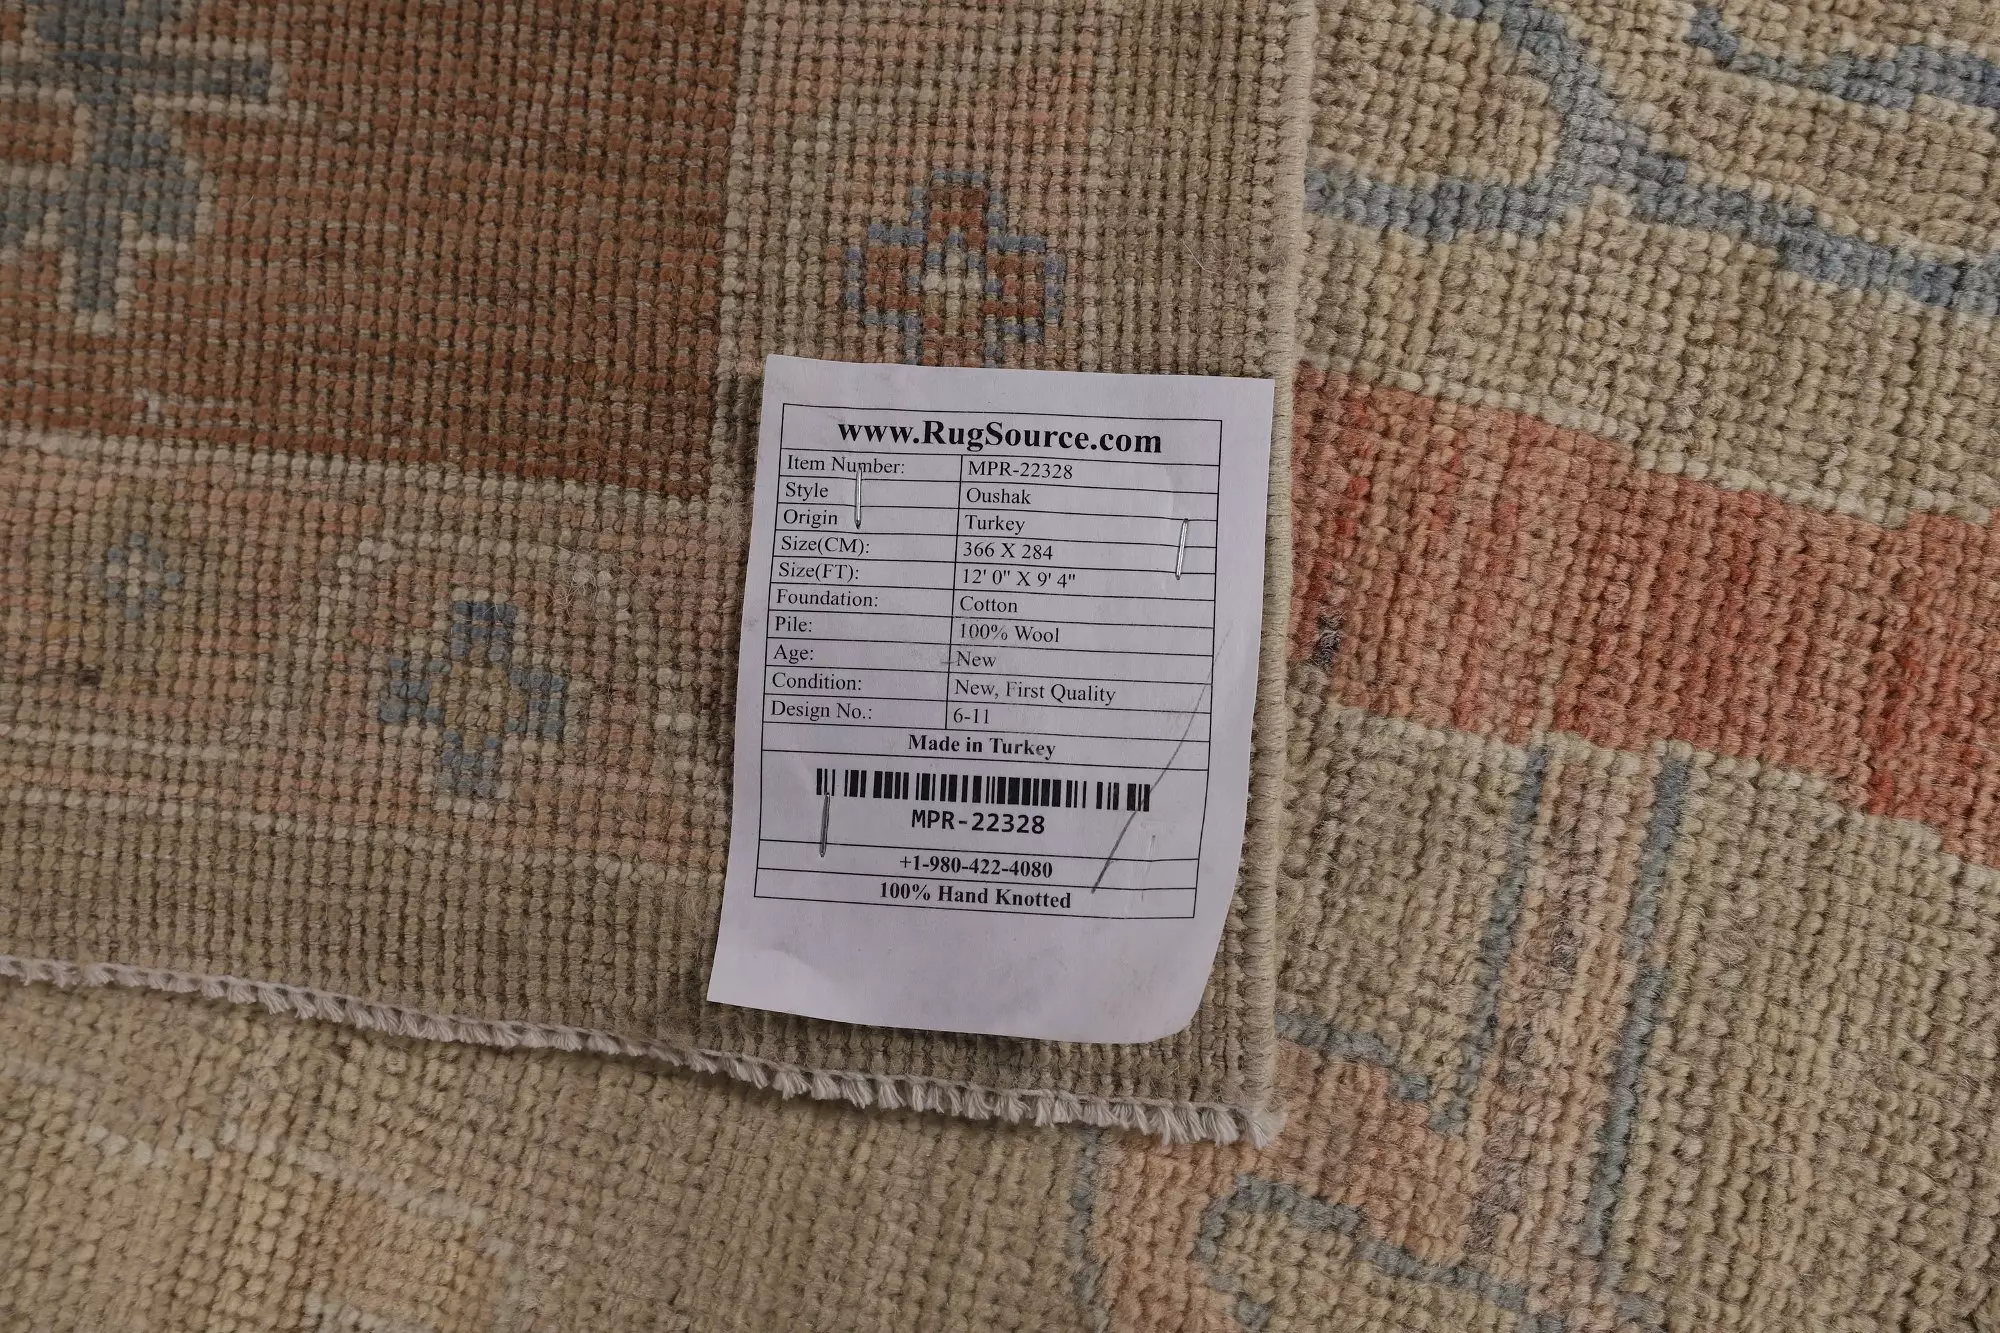 www.RugSource.com
Item Number: MPR-22328
Style Oushak
Origin Turkey
Size(CM): 366 X 284
Size(FT): 12' 0" X 9' 4"
Foundation: Cotton
Pile: 100% Wool
Age: New
Condition: New, First Quality
Design No.: 6-11
Made in Turkey
MPR-22328
+1-980-422-4080
100% Hand Knotted